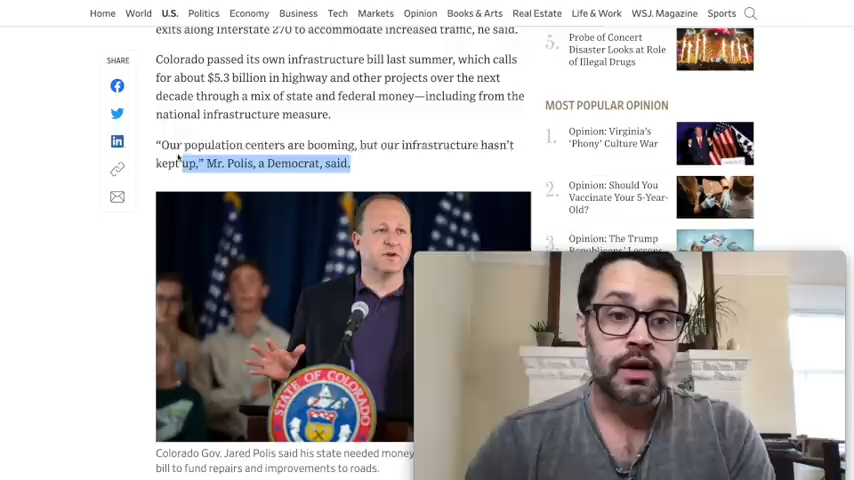 Home World U.S. Politics Economy Business Tech Markets Opinion Books & Arts Real Estate Life & Work WSJ. Magazine Sports
exits along Interstate 270 to accommodate increased traffic, he said.
SHARE
Colorado passed its own infrastructure bill last summer, which calls
for about $5.3 billion in highway and other projects over the next
decade through a mix of state and federal money—including from the
national infrastructure measure.
“Our population centers are booming, but our infrastructure hasn’t
kept up,” Mr. Polis, a Democrat, said.
STATE OF COLORADO
Colorado Gov. Jared Polis said his state needed money
bill to fund repairs and improvements to roads.
5.
Probe of Concert
Disaster Looks at Role
of Illegal Drugs
MOST POPULAR OPINION
1.
Opinion: Virginia’s
‘Phony’ Culture War
2.
Opinion: Should You
Vaccinate Your 5-Year-
Old?
3.
Opinion: The Trump
Republicans’